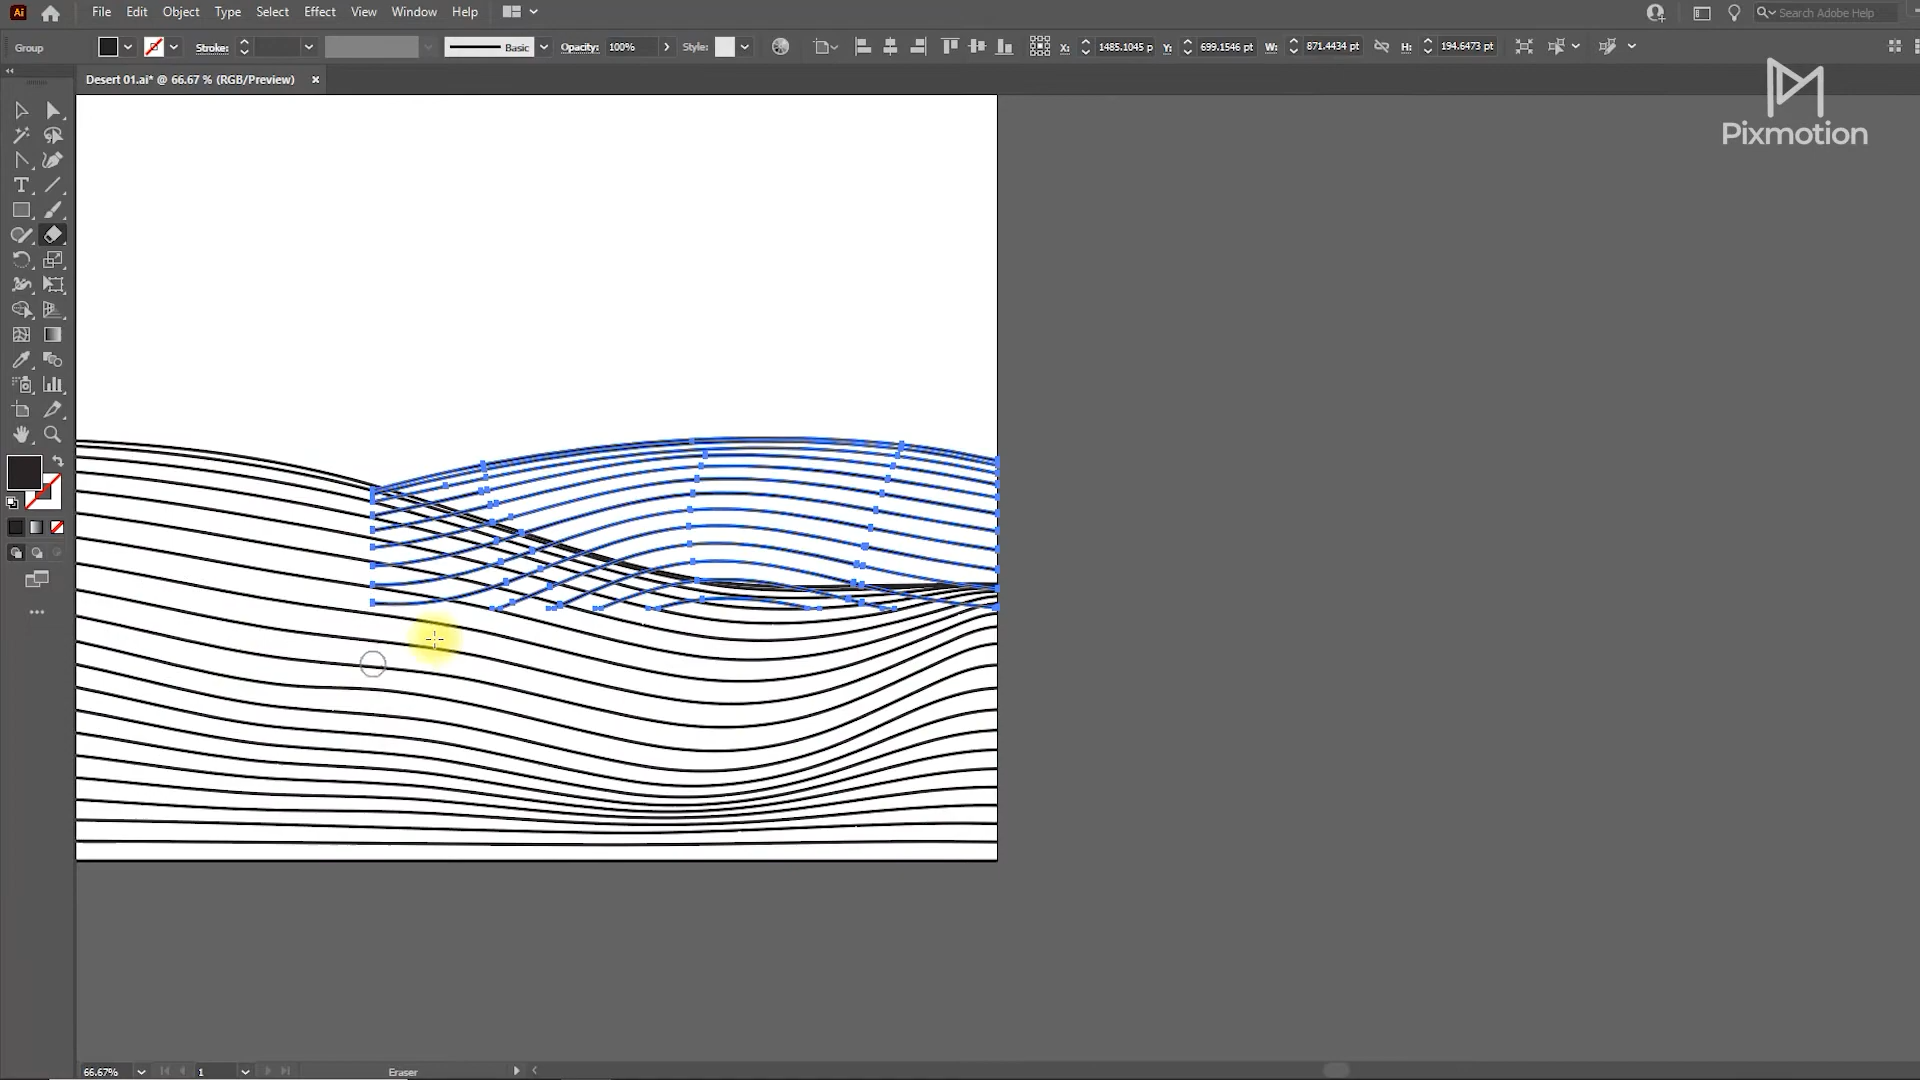 Ai File Edit Object Type Select Effect View Window Help Search Adobe Help
Group Stroke: Basic Opacity: 100% Style: X: 1485.1045 p Y: 699.1546 pt W: 871.4434 pt H: 194.6473 pt
Desert 01.ai* @ 66.67 % (RGB/Preview) ×
Pixmotion
66.67% 1 Eraser